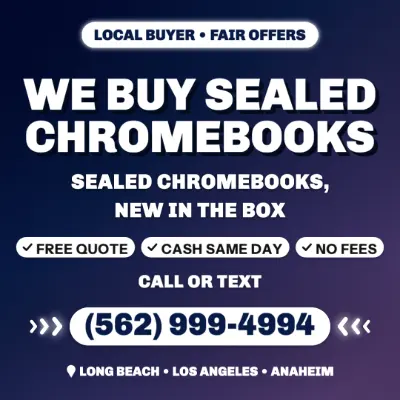 LOCAL BUYER • FAIR OFFERS
WE BUY SEALED
CHROMEBOOKS
SEALED CHROMEBOOKS,
NEW IN THE BOX
✓ FREE QUOTE ✓ CASH SAME DAY ✓ NO FEES
CALL OR TEXT
(562) 999-4994
LONG BEACH • LOS ANGELES • ANAHEIM